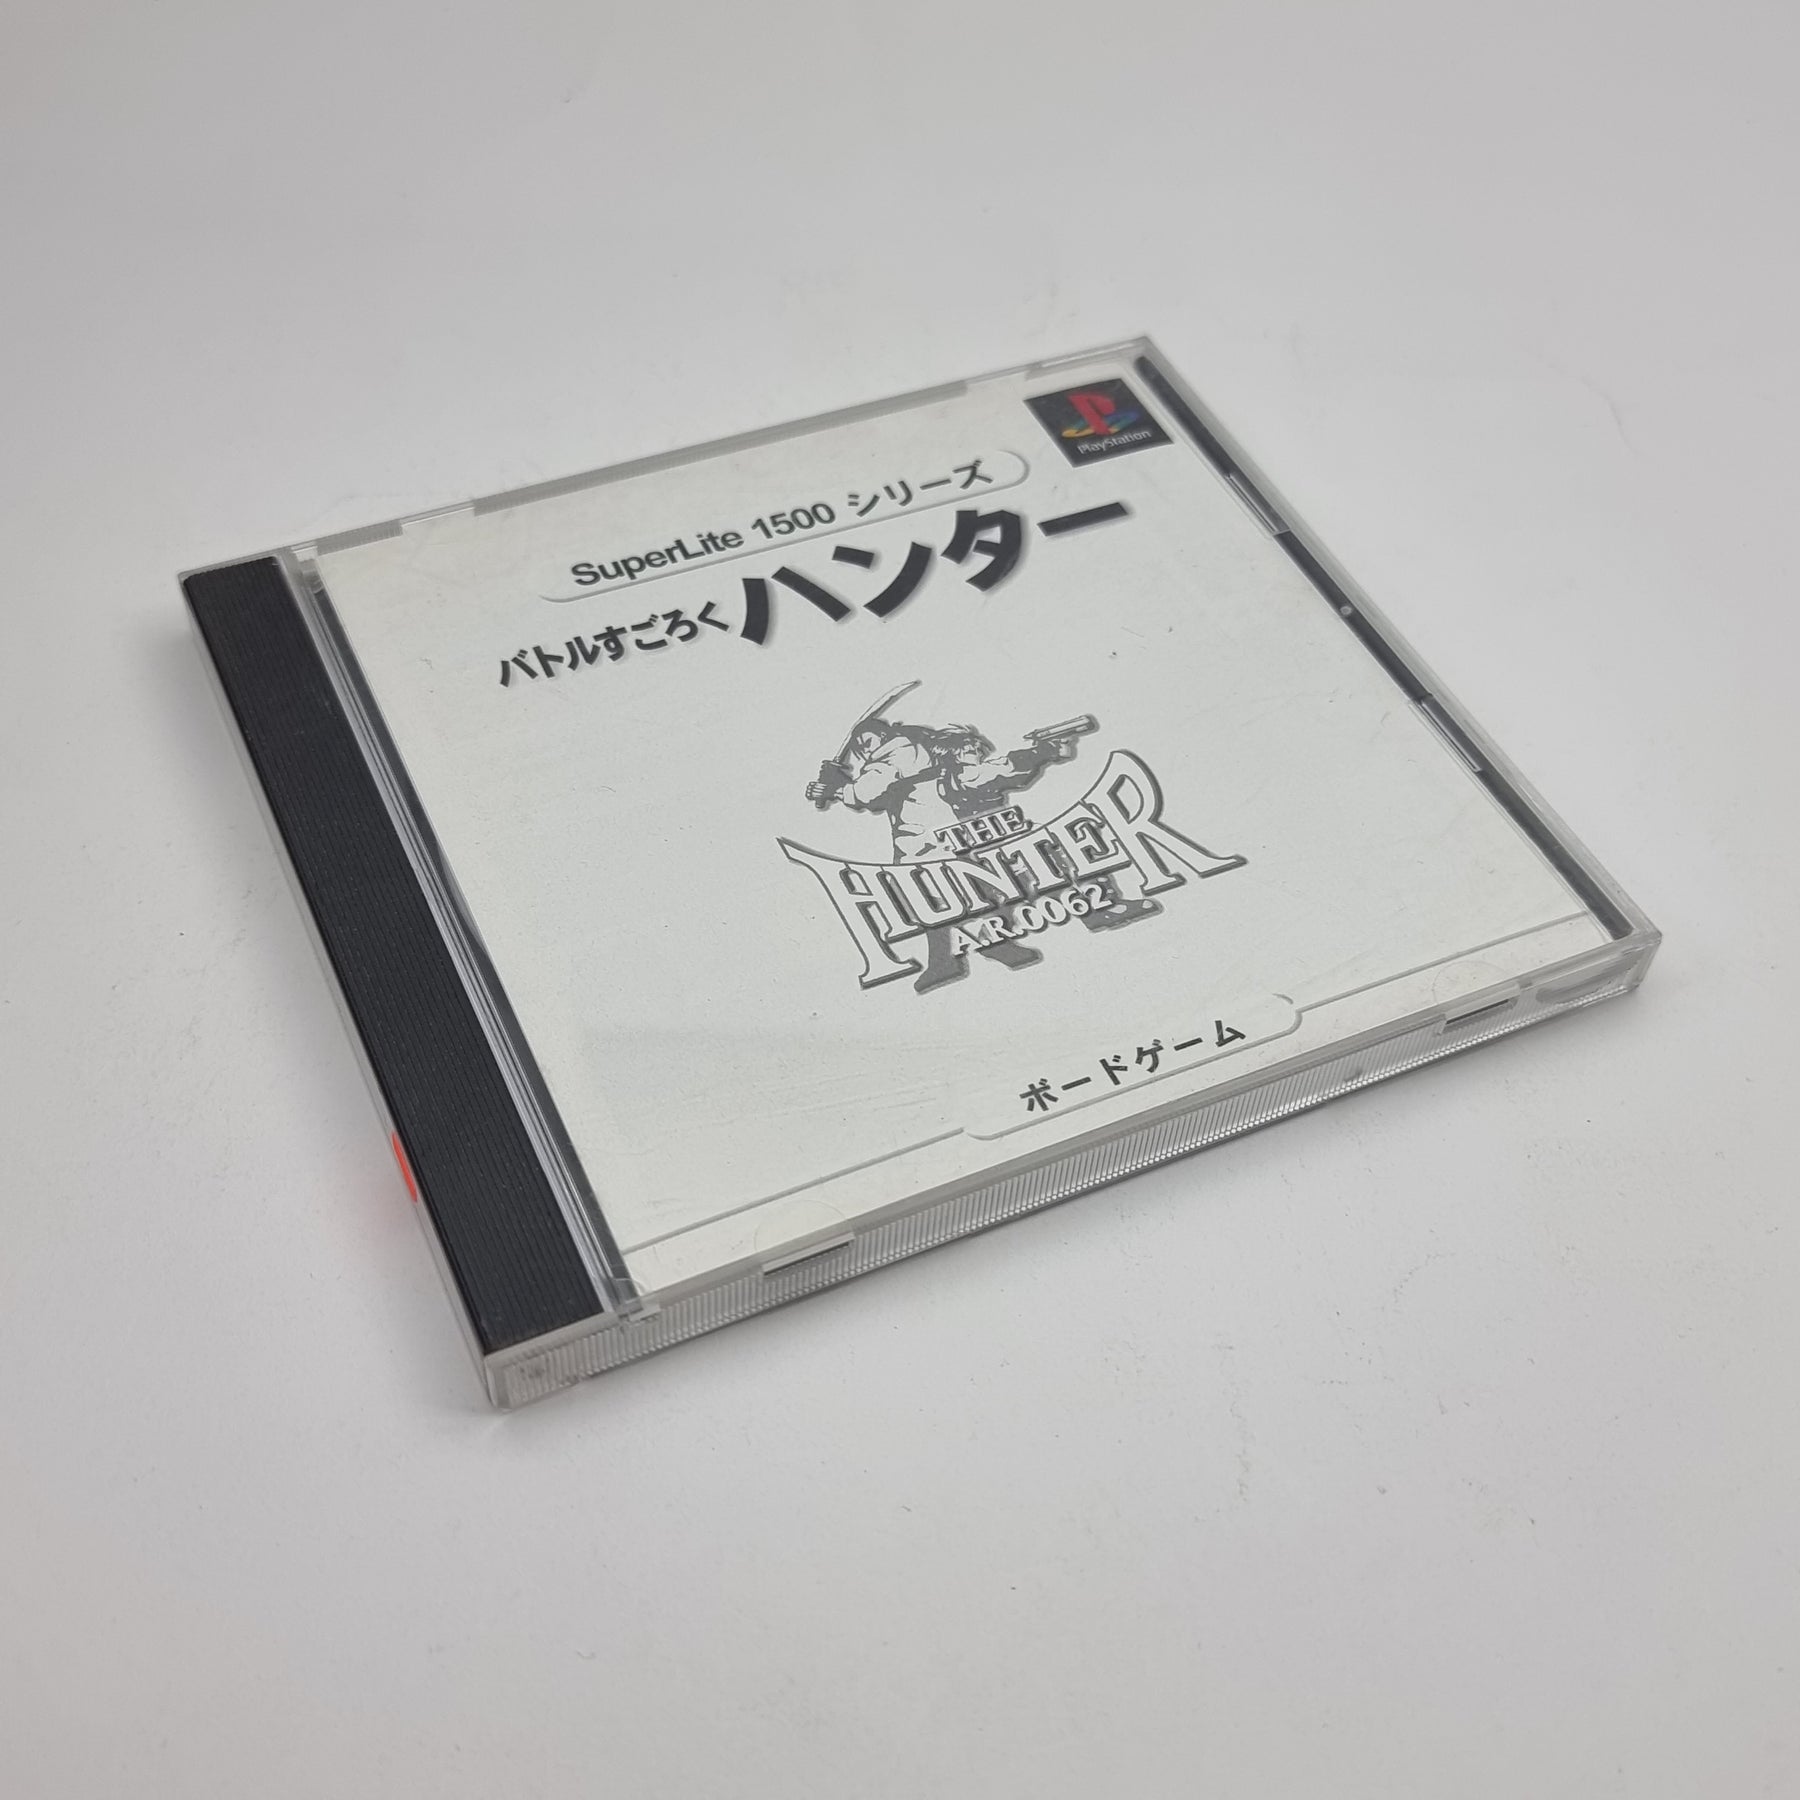 PlayStation
SuperLite 1500 シリーズ
バトルすごろく ハンター
THE
HUNTER
A.R.0062
ボードゲーム